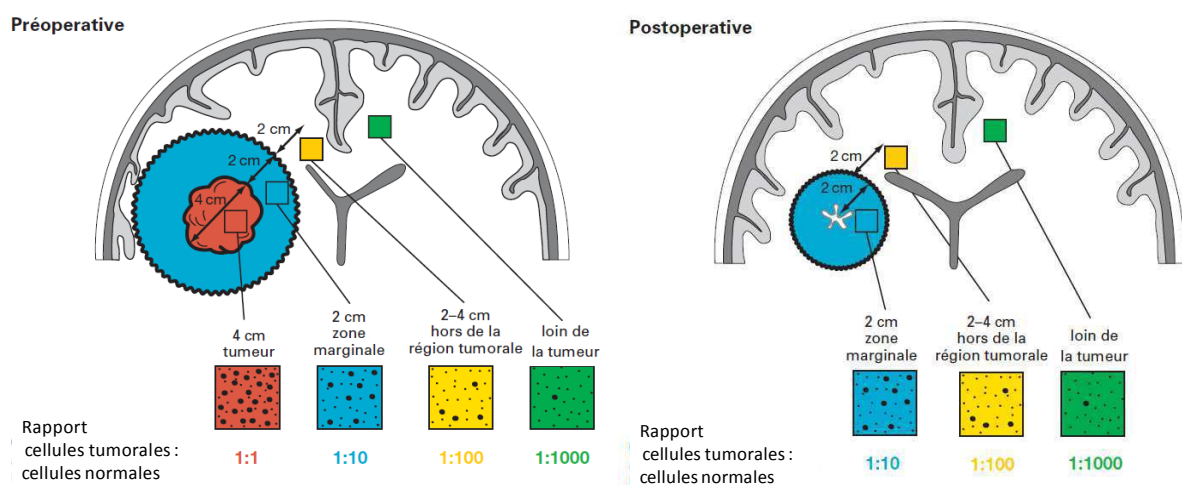 Préoperative
2 cm
2 cm
4 cm
4 cm
tumeur
2 cm
zone
marginale
2–4 cm
hors de la
région tumorale
loin de
la tumeur
Rapport
cellules tumorales :
cellules normales
1:1
1:10
1:100
1:1000
Postoperative
2 cm
2 cm
2 cm
zone
marginale
2–4 cm
hors de la
région tumorale
loin de
la tumeur
Rapport
cellules tumorales :
cellules normales
1:10
1:100
1:1000